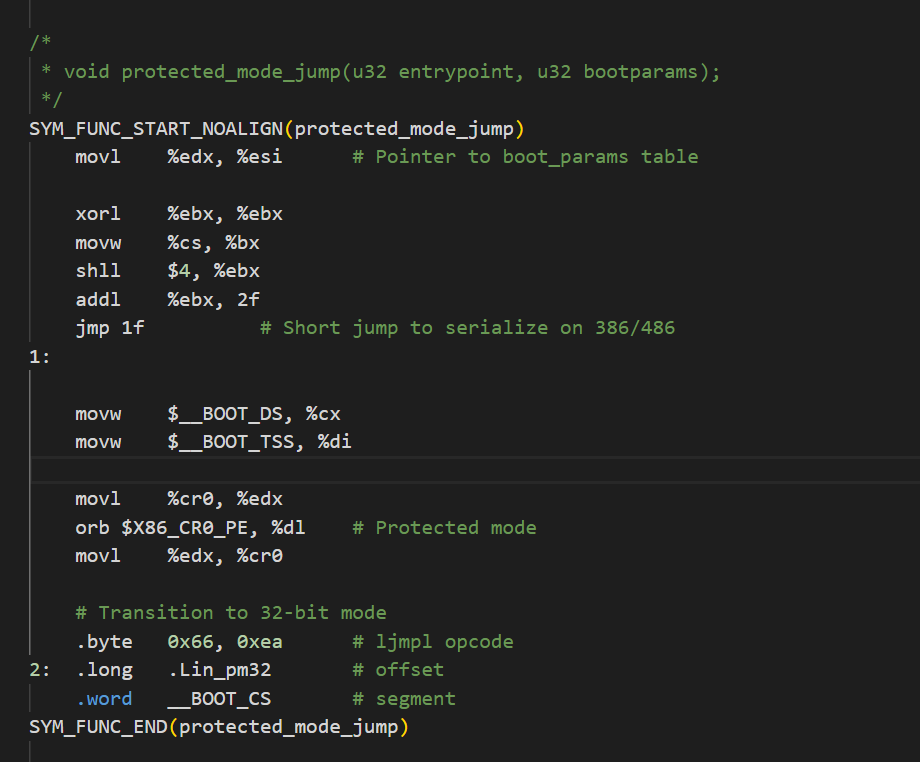 /*
 * void protected_mode_jump(u32 entrypoint, u32 bootparams);
 */
SYM_FUNC_START_NOALIGN(protected_mode_jump)
    movl    %edx, %esi      # Pointer to boot_params table
    xorl    %ebx, %ebx
    movw    %cs, %bx
    shll    $4, %ebx
    addl    %ebx, 2f
    jmp 1f          # Short jump to serialize on 386/486
1:
    movw    $__BOOT_DS, %cx
    movw    $__BOOT_TSS, %di
    movl    %cr0, %edx
    orb $X86_CR0_PE, %dl    # Protected mode
    movl    %edx, %cr0
    # Transition to 32-bit mode
    .byte   0x66, 0xea      # ljmpl opcode
2:  .long   .Lin_pm32       # offset
    .word   __BOOT_CS       # segment
SYM_FUNC_END(protected_mode_jump)